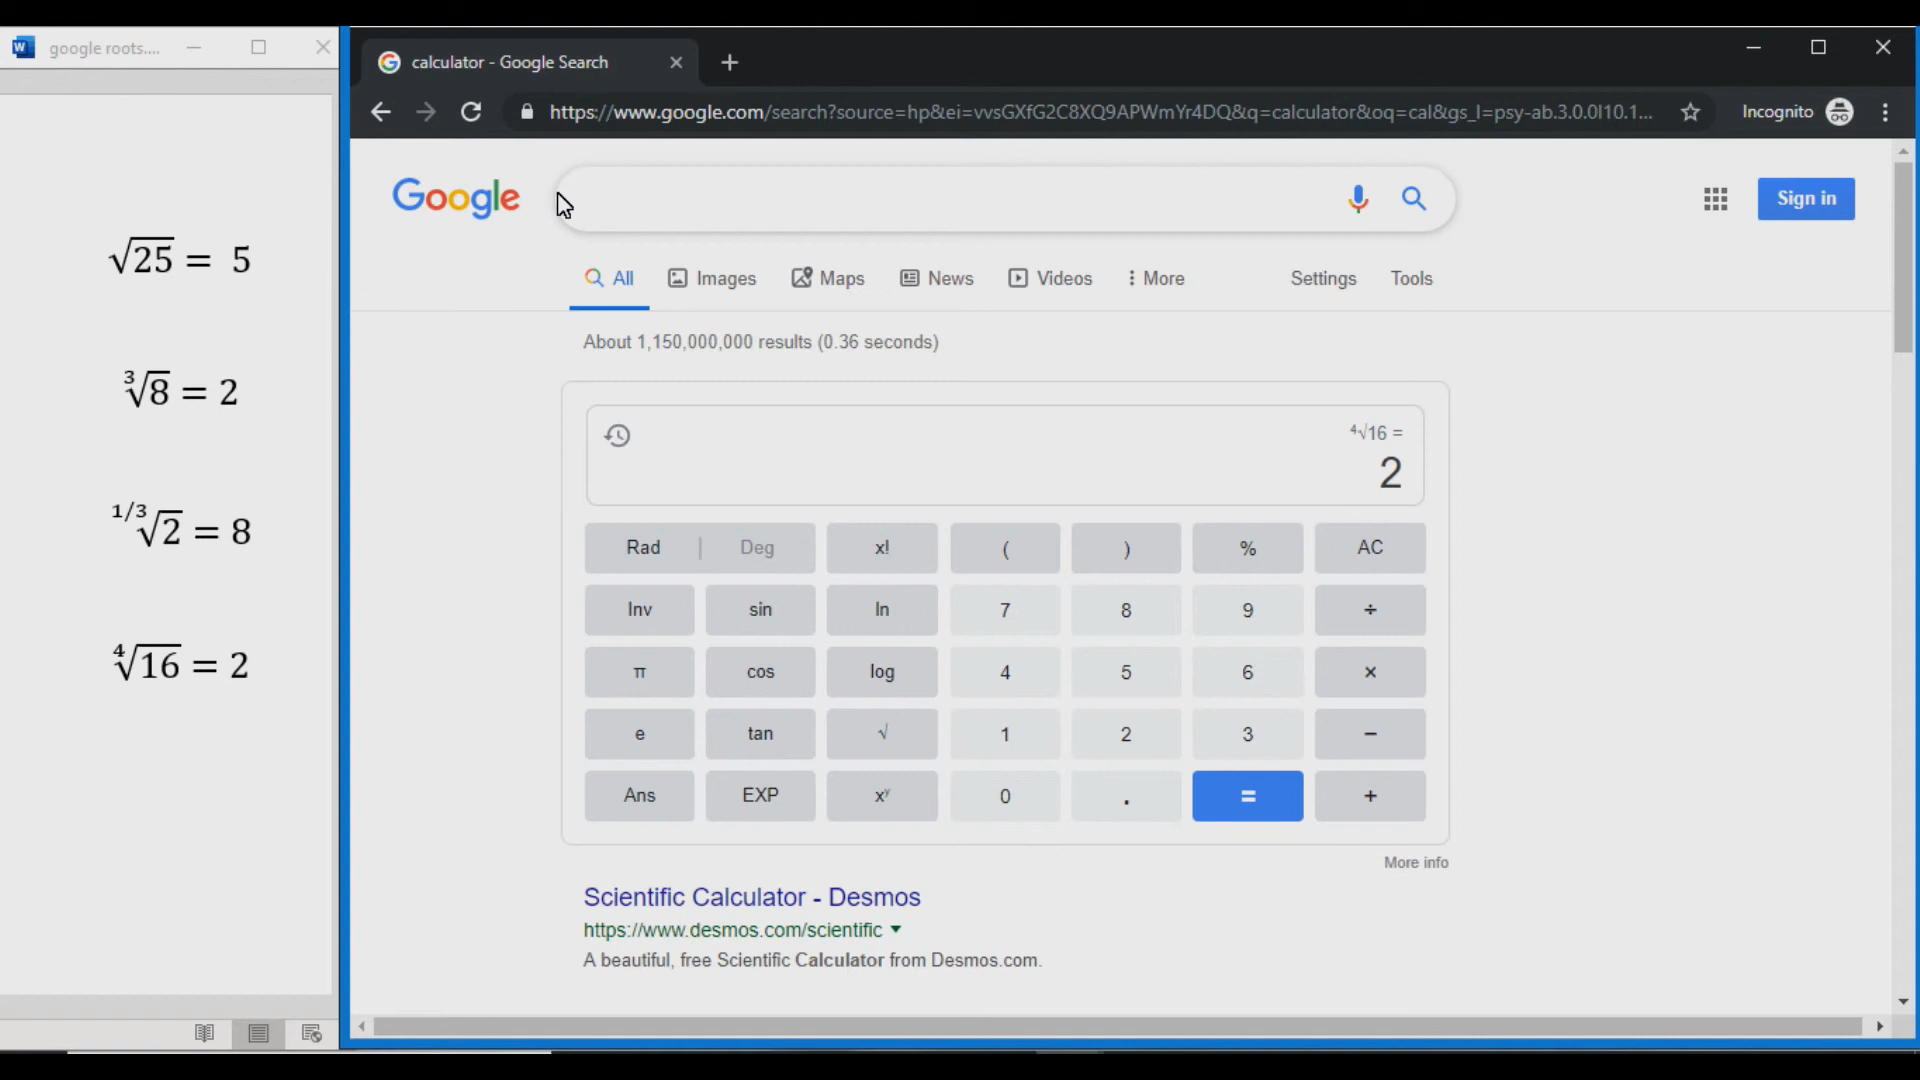 google roots....
√25 = 5
³√8 = 2
¹/³√2 = 8
⁴√16 = 2
calculator - Google Search
https://www.google.com/search?source=hp&ei=vvsGXfG2C8XQ9APWmYr4DQ&q=calculator&oq=cal&gs_l=psy-ab.3.0.0l10.1...
Incognito
Google
Sign in
All Images Maps News Videos More Settings Tools
About 1,150,000,000 results (0.36 seconds)
⁴√16 =
2
Rad | Deg x! ( ) % AC
Inv sin ln 7 8 9 ÷
π cos log 4 5 6 ×
e tan √ 1 2 3 −
Ans EXP xʸ 0 . = +
More info
Scientific Calculator - Desmos
https://www.desmos.com/scientific
A beautiful, free Scientific Calculator from Desmos.com.